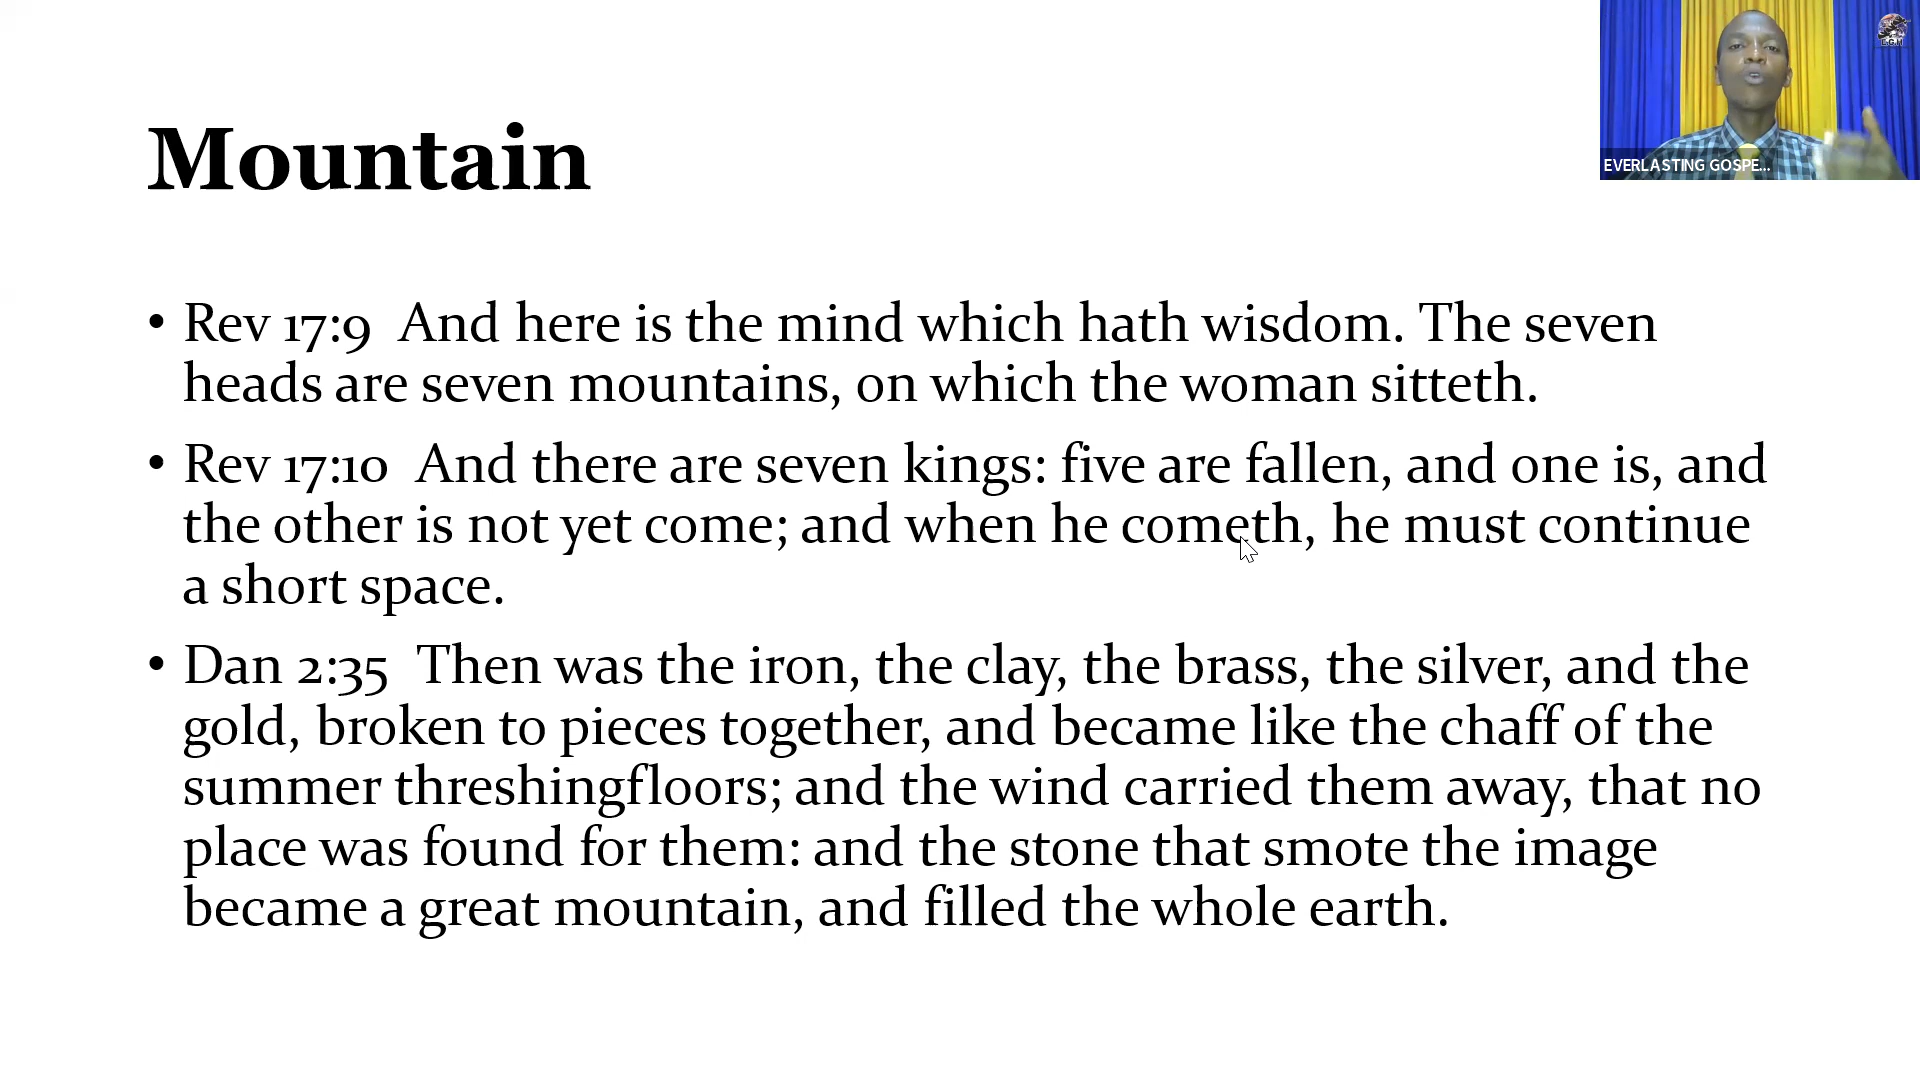 EVERLASTING GOSPE...
Mountain
• Rev 17:9 And here is the mind which hath wisdom. The seven
heads are seven mountains, on which the woman sitteth.
• Rev 17:10 And there are seven kings: five are fallen, and one is, and
the other is not yet come; and when he cometh, he must continue
a short space.
• Dan 2:35 Then was the iron, the clay, the brass, the silver, and the
gold, broken to pieces together, and became like the chaff of the
summer threshingfloors; and the wind carried them away, that no
place was found for them: and the stone that smote the image
became a great mountain, and filled the whole earth.